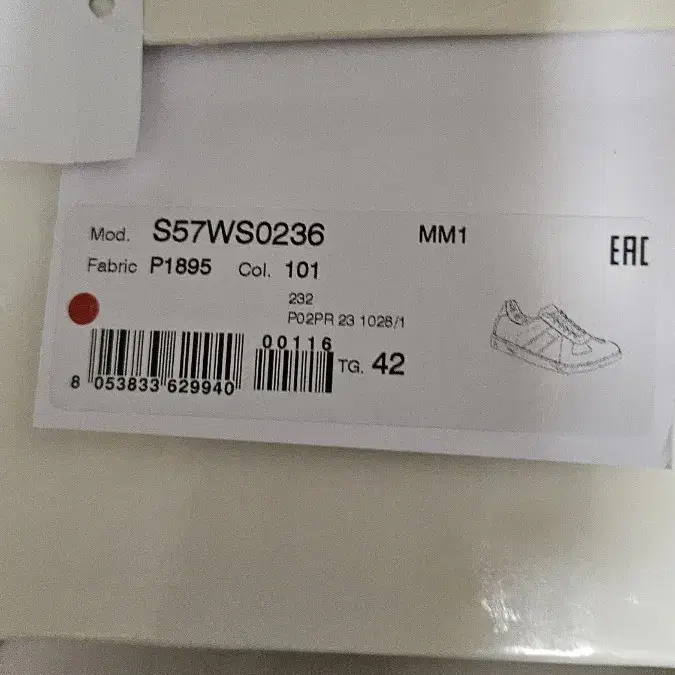 Mod. S57WS0236 MM1
EAC
Fabric P1895 Col. 101
232
P02PR 23 1028/1
00116
TG. 42
8 053833 629940